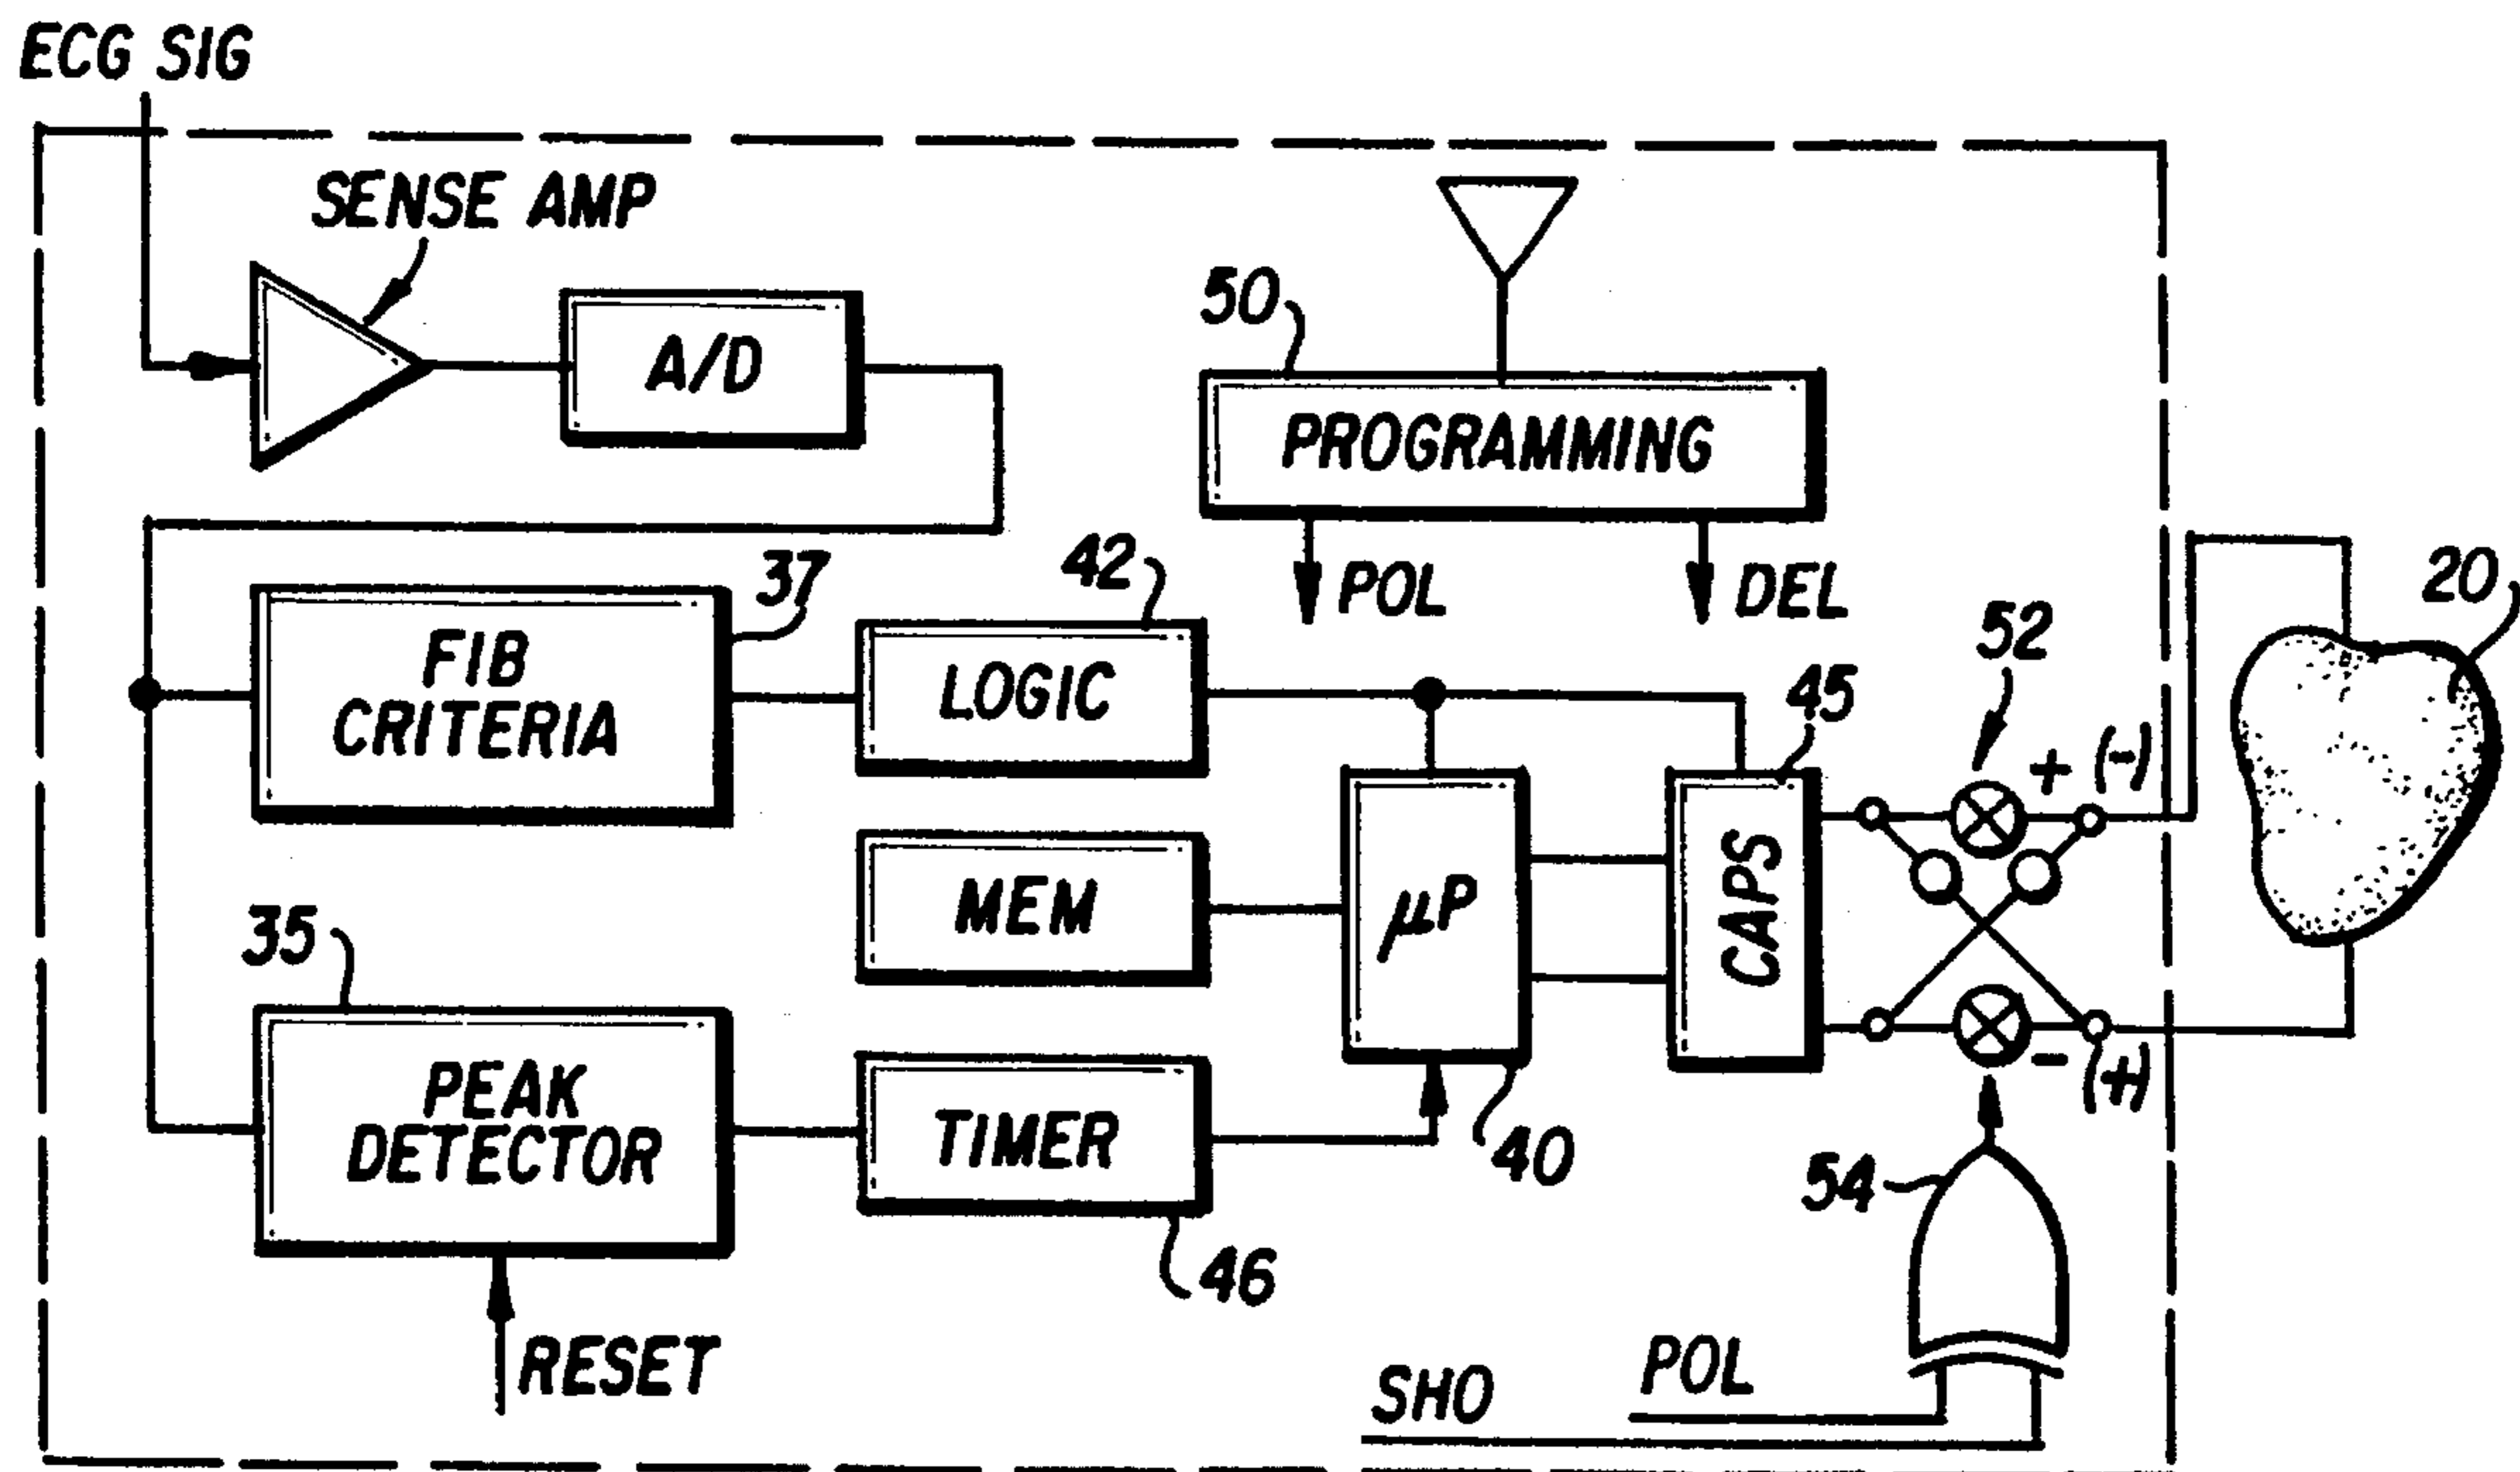 ECG SIG
SENSE AMP
A/D
50
PROGRAMMING
POL
DEL
37
42
52
20
FIB
CRITERIA
LOGIC
45
+ (-)
MEM
μP
CAPS
35
PEAK
DETECTOR
TIMER
- (+)
40
54
46
RESET
SHO
POL